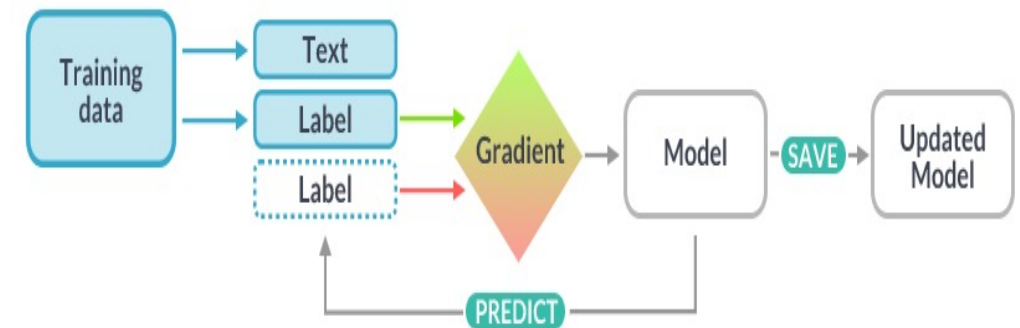 Training
data
Text
Label
Label
Gradient
Model
SAVE
Updated
Model
PREDICT